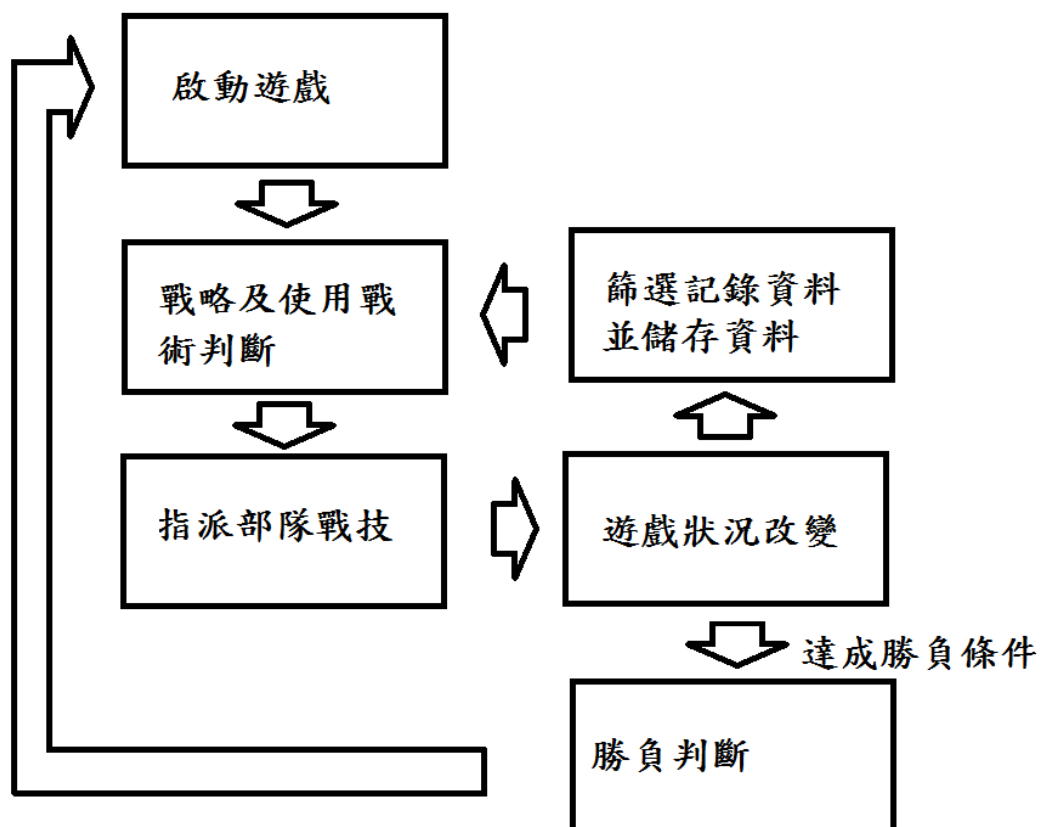 啟動遊戲
戰略及使用戰
術判斷
篩選記錄資料
並儲存資料
指派部隊戰技
遊戲狀況改變
達成勝負條件
勝負判斷